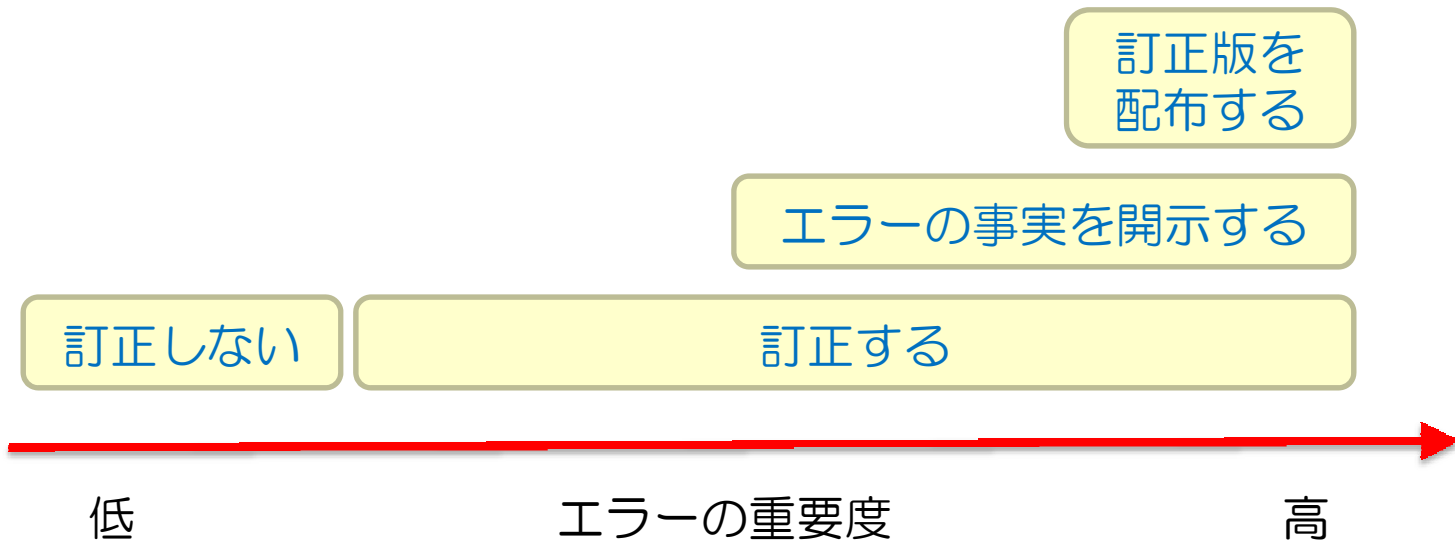 訂正版を
配布する
エラーの事実を開示する
訂正しない
訂正する
低
エラーの重要度
高